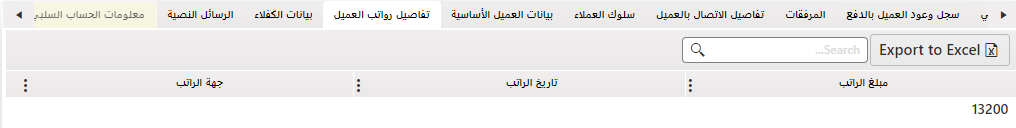 ي سجل وعود العميل بالدفع المرفقات تفاصيل الاتصال بالعميل سلوك العملاء بيانات العميل الأساسية تفاصيل رواتب العميل بيانات الكفلاء الرسائل النصية معلومات الحساب السلبي
Export to Excel Search...
مبلغ الراتب تاريخ الراتب جهة الراتب
13200